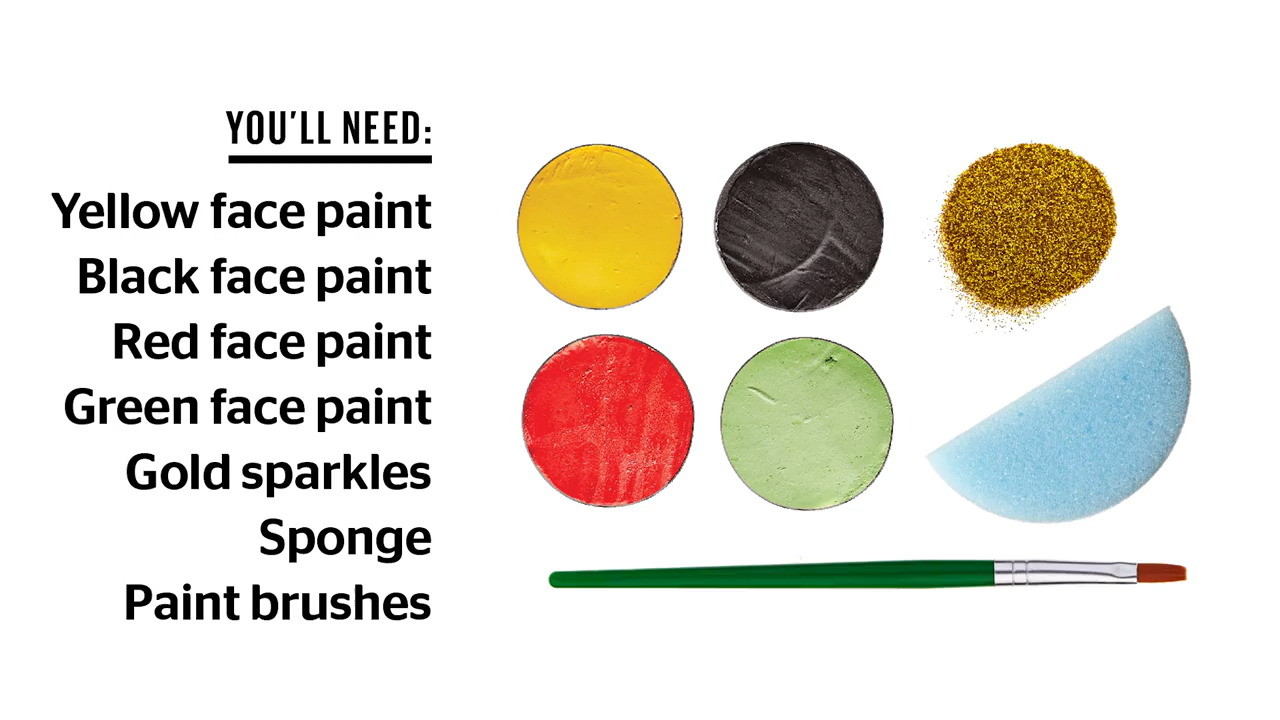 YOU'LL NEED:
Yellow face paint
Black face paint
Red face paint
Green face paint
Gold sparkles
Sponge
Paint brushes